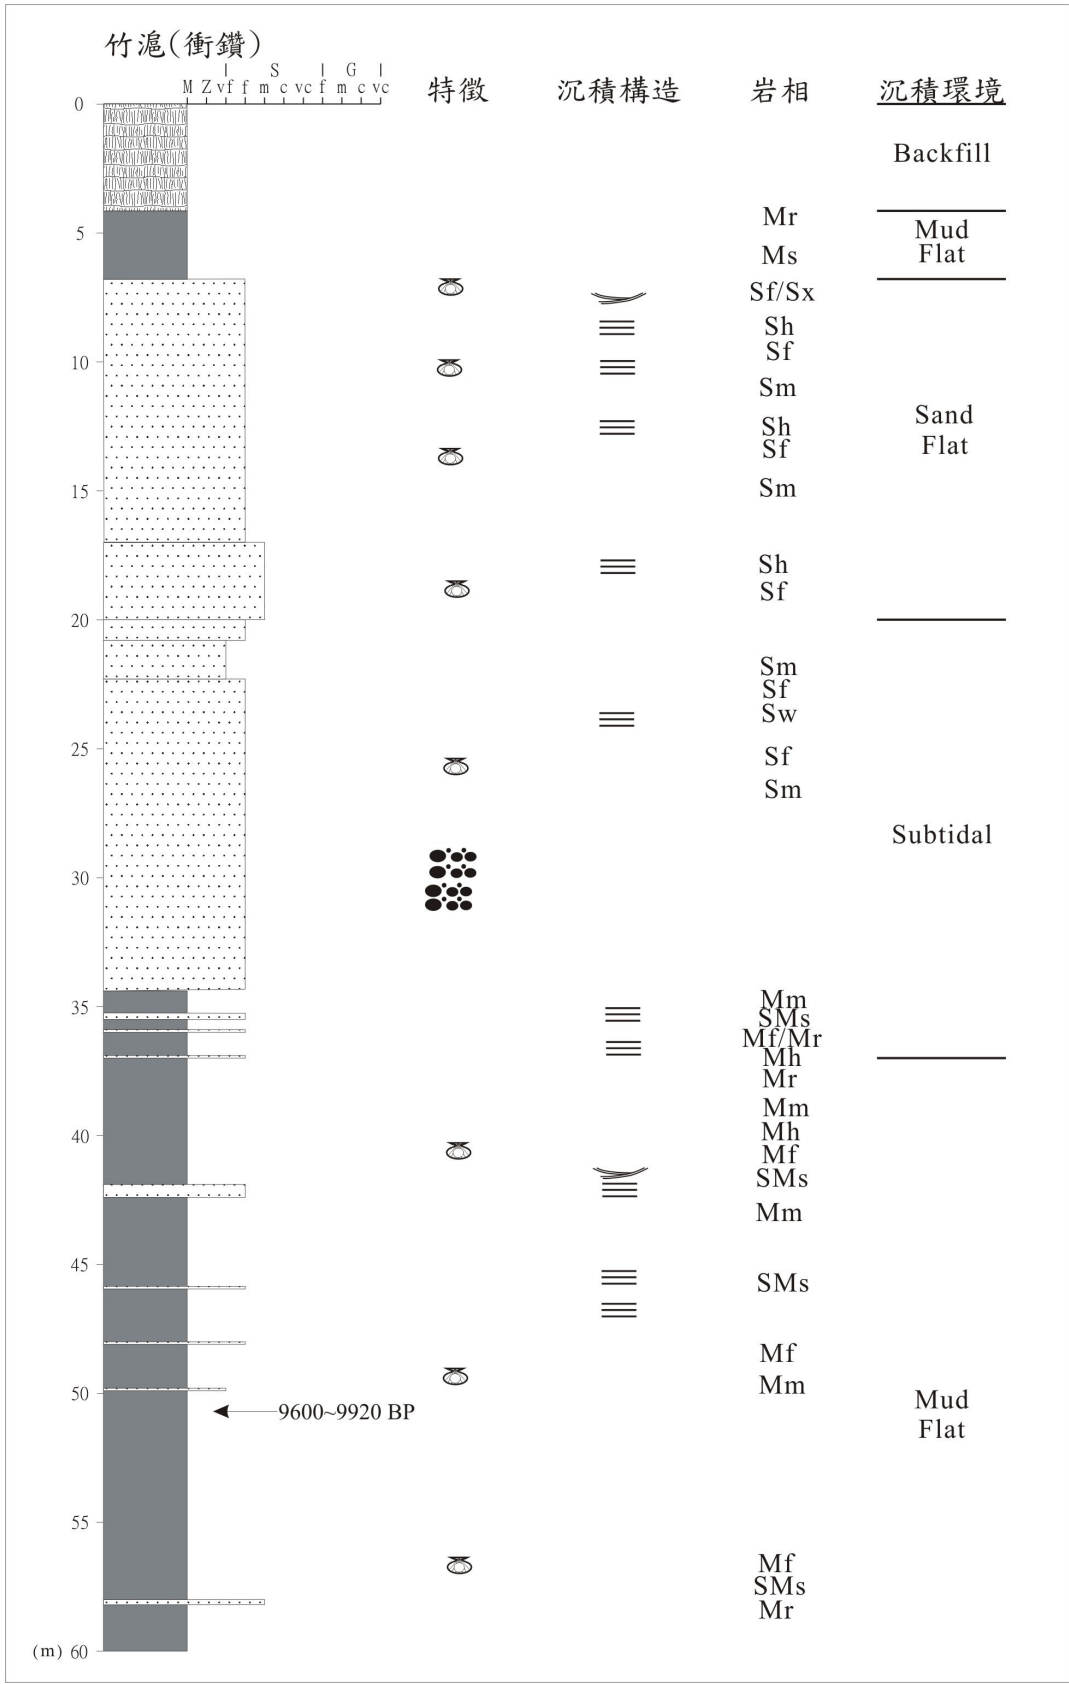 竹滬(衝鑽)
S G
M Z vf f m c vc f m c vc
特徵 沉積構造 岩相 沉積環境
0
Backfill
Mr
Mud
5
Flat
Ms
Sf/Sx
Sh
Sf
10
Sm
Sand
Sh
Flat
Sf
15
Sm
Sh
Sf
20
Sm
Sf
Sw
25
Sf
Sm
Subtidal
30
35
Mm
SMs
Mf/Mr
Mh
Mr
Mm
40
Mh
Mf
SMs
Mm
45
SMs
Mf
50
Mm
Mud
9600~9920 BP
Flat
55
Mf
SMs
Mr
(m) 60